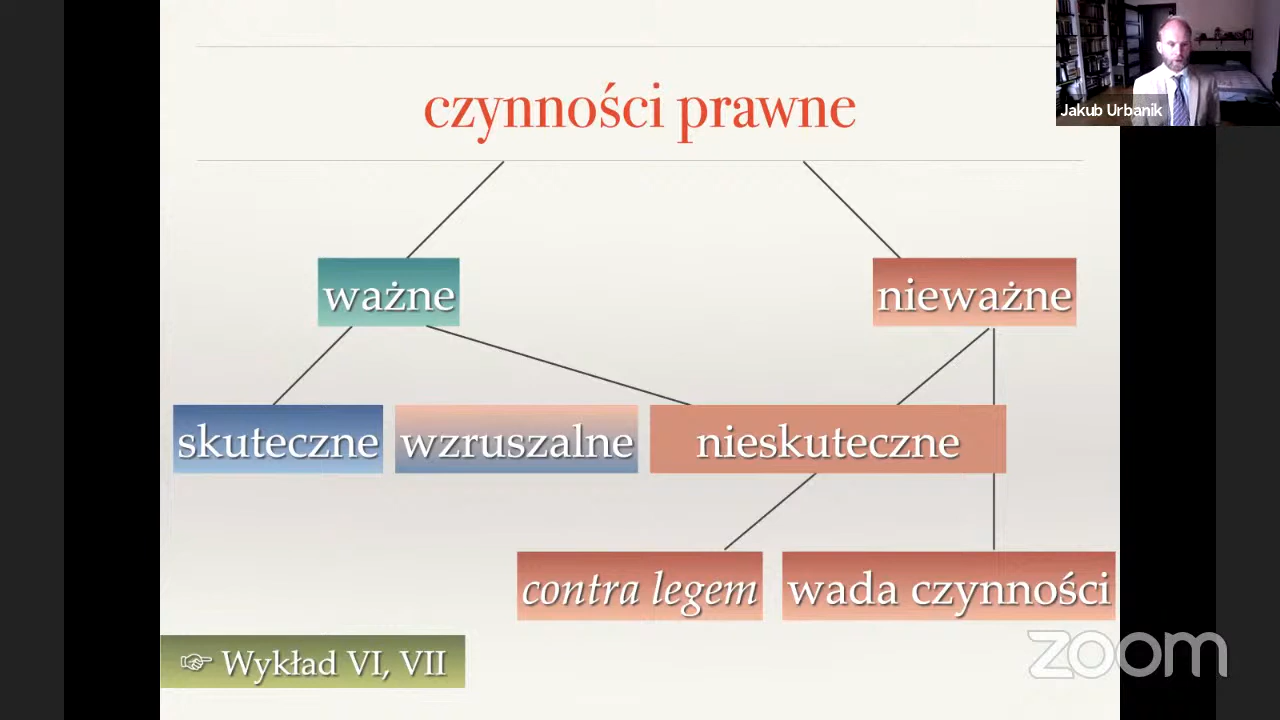 Jakub Urbanik
czynności prawne
ważne
nieważne
skuteczne
wzruszalne
nieskuteczne
contra legem
wada czynności
☞ Wykład VI, VII
zoom